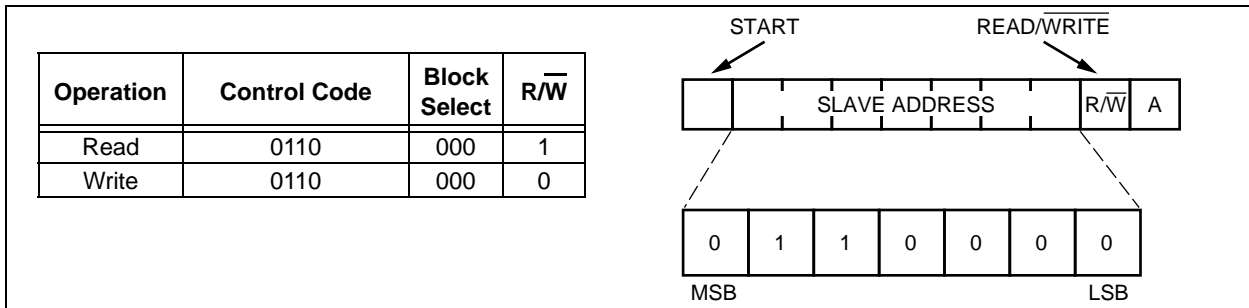 Operation Control Code Block Select R/W̅
Read 0110 000 1
Write 0110 000 0
START READ/W̅R̅I̅T̅E̅
SLAVE ADDRESS R/W̅ A
0 1 1 0 0 0 0
MSB LSB